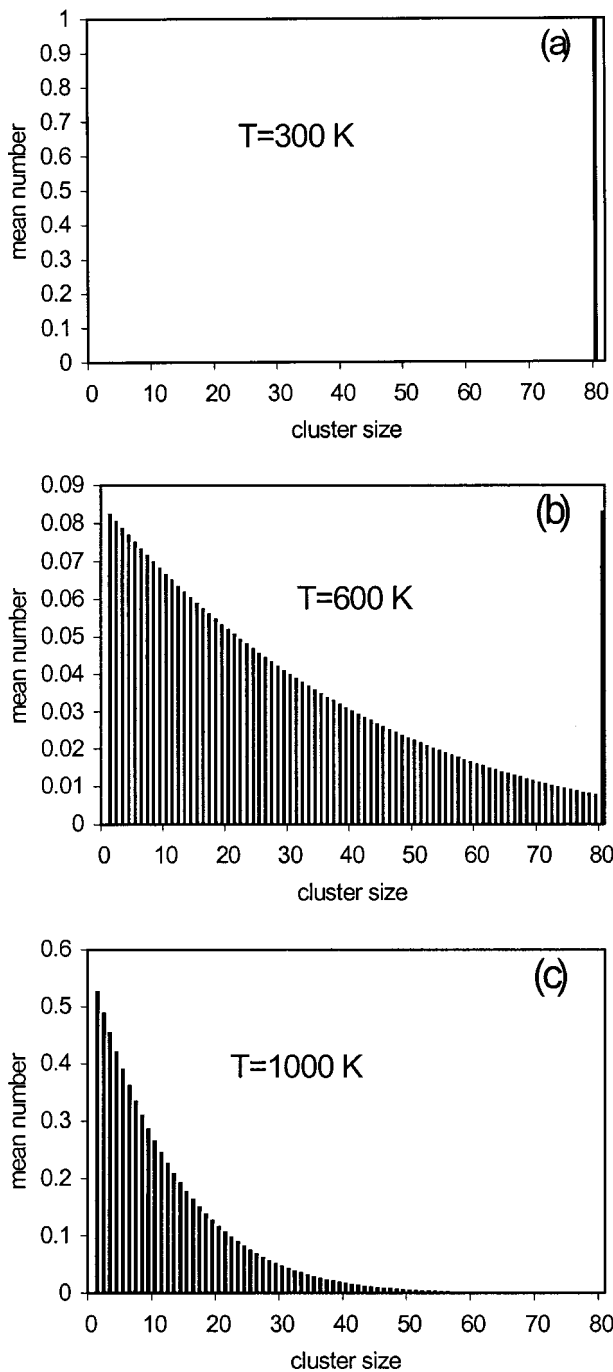 (a)
1
0.9
0.8
0.7
0.6
0.5
0.4
0.3
0.2
0.1
0
mean number
T=300 K
0 10 20 30 40 50 60 70 80
cluster size
(b)
0.09
0.08
0.07
0.06
0.05
0.04
0.03
0.02
0.01
0
mean number
T=600 K
0 10 20 30 40 50 60 70 80
cluster size
(c)
0.6
0.5
0.4
0.3
0.2
0.1
0
mean number
T=1000 K
0 10 20 30 40 50 60 70 80
cluster size